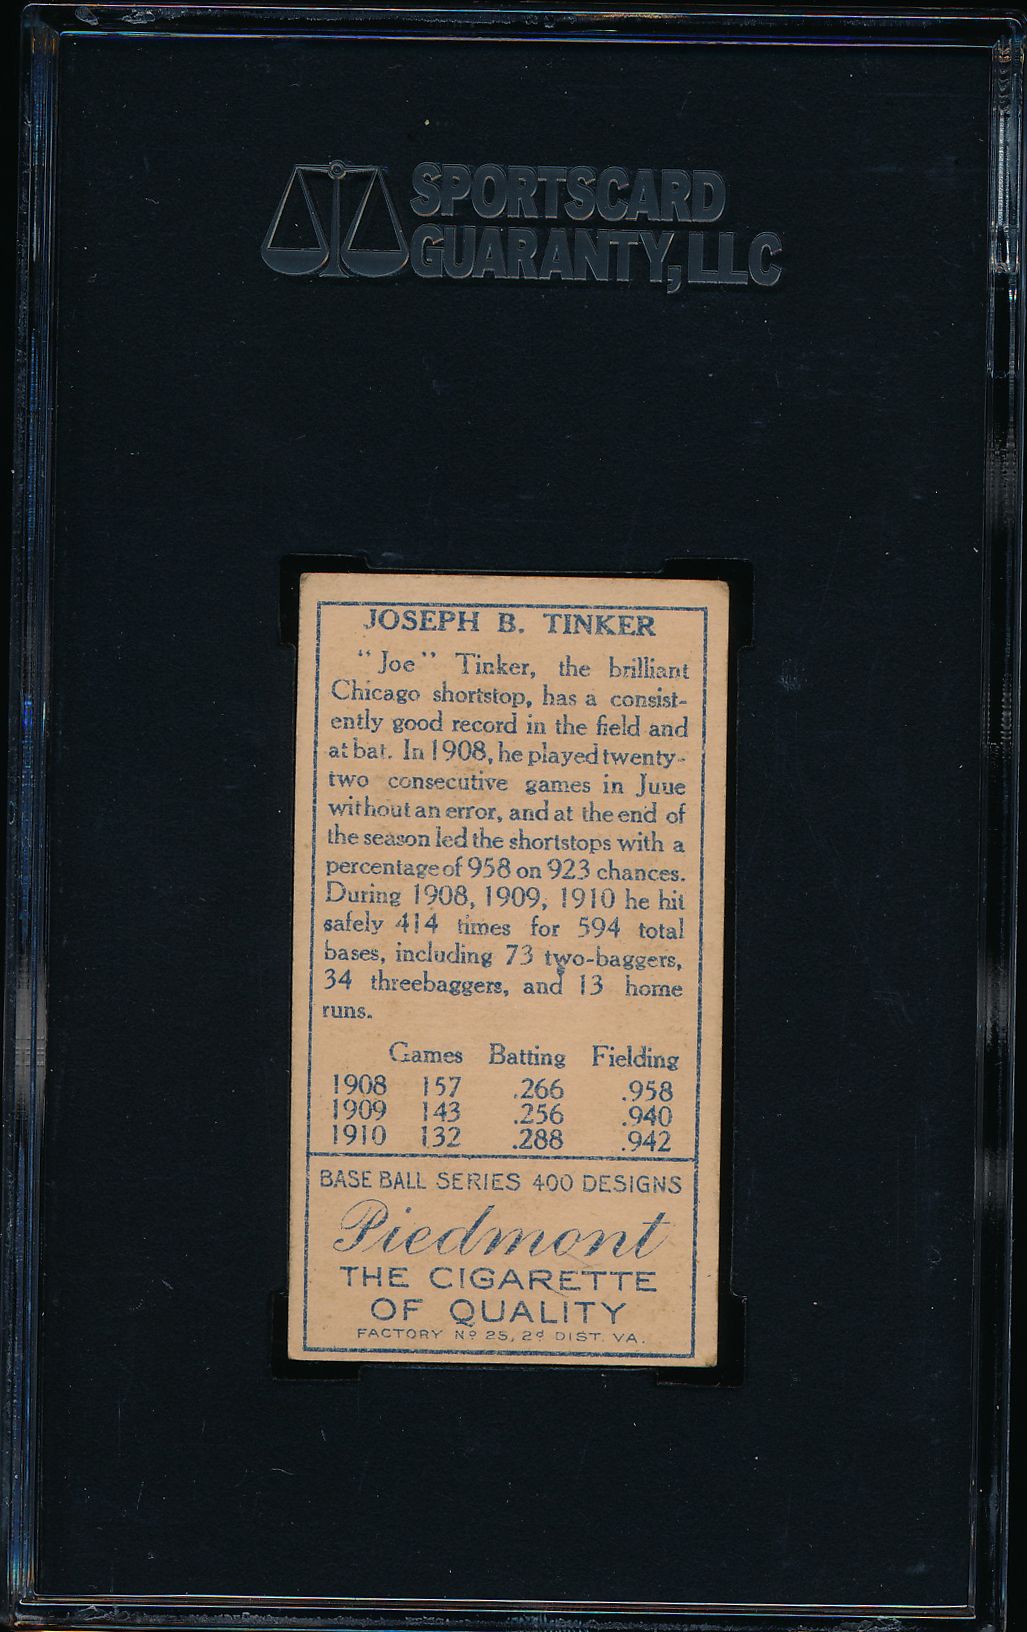 SPORTSCARD
GUARANTY, LLC
JOSEPH B. TINKER
"Joe" Tinker, the brilliant
Chicago shortstop, has a consist-
ently good record in the field and
at bat. In 1908, he played twenty-
two consecutive games in Juue
without an error, and at the end of
the season led the shortstops with a
percentage of 958 on 923 chances.
During 1908, 1909, 1910 he hit
safely 414 times for 594 total
bases, including 73 two-baggers,
34 threebaggers, and 13 home
runs.
Games Batting Fielding
1908 157 .266 .958
1909 143 .256 .940
1910 132 .288 .942
BASE BALL SERIES 400 DESIGNS
Piedmont
THE CIGARETTE
OF QUALITY
FACTORY Nº 25, 2d DIST. VA.